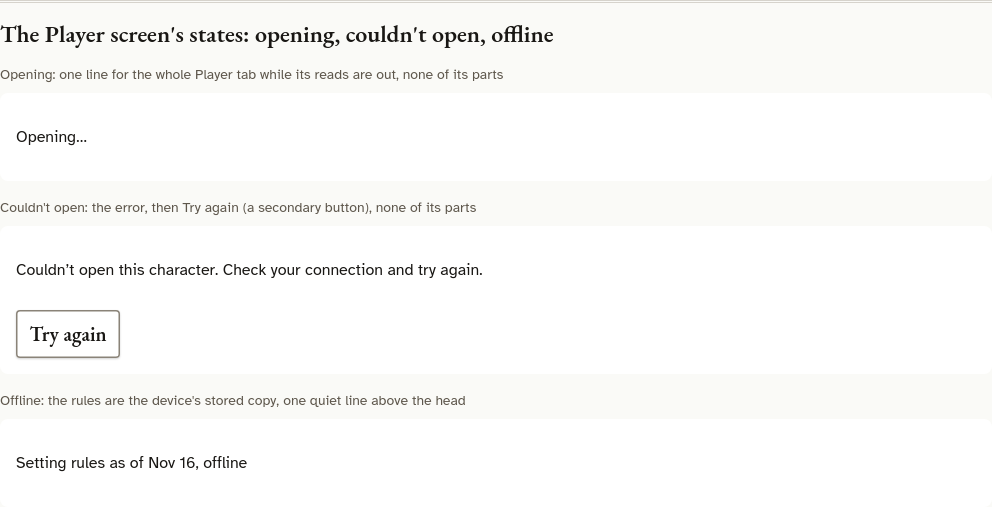 The Player screen's states: opening, couldn't open, offline
Opening: one line for the whole Player tab while its reads are out, none of its parts
Opening…
Couldn't open: the error, then Try again (a secondary button), none of its parts
Couldn’t open this character. Check your connection and try again.
Try again
Offline: the rules are the device's stored copy, one quiet line above the head
Setting rules as of Nov 16, offline